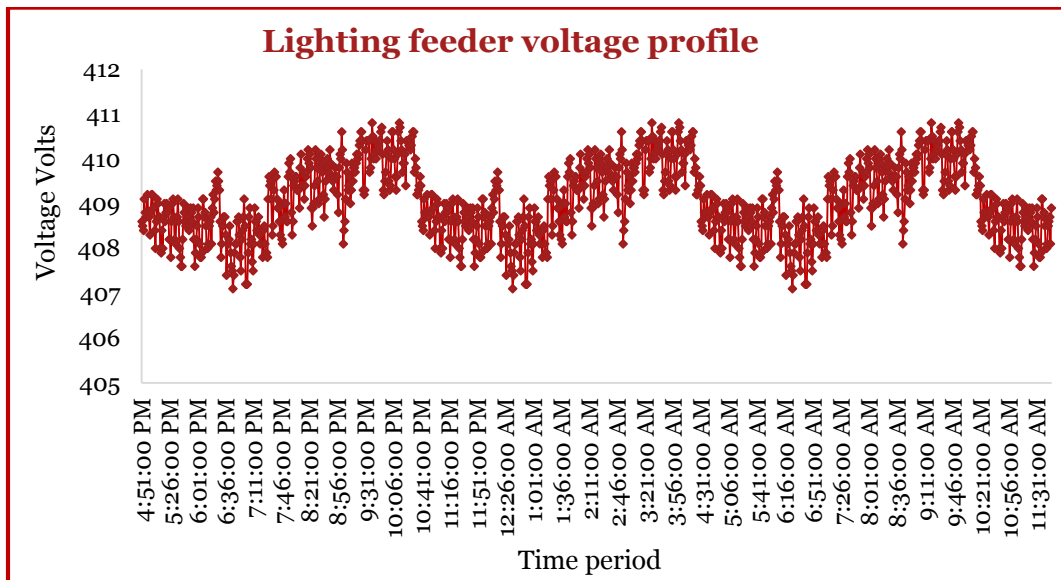 Lighting feeder voltage profile
412
411
410
409
408
407
406
405
Voltage Volts
4:51:00 PM
5:26:00 PM
6:01:00 PM
6:36:00 PM
7:11:00 PM
7:46:00 PM
8:21:00 PM
8:56:00 PM
9:31:00 PM
10:06:00 PM
10:41:00 PM
11:16:00 PM
11:51:00 PM
12:26:00 AM
1:01:00 AM
1:36:00 AM
2:11:00 AM
2:46:00 AM
3:21:00 AM
3:56:00 AM
4:31:00 AM
5:06:00 AM
5:41:00 AM
6:16:00 AM
6:51:00 AM
7:26:00 AM
8:01:00 AM
8:36:00 AM
9:11:00 AM
9:46:00 AM
10:21:00 AM
10:56:00 AM
11:31:00 AM
Time period